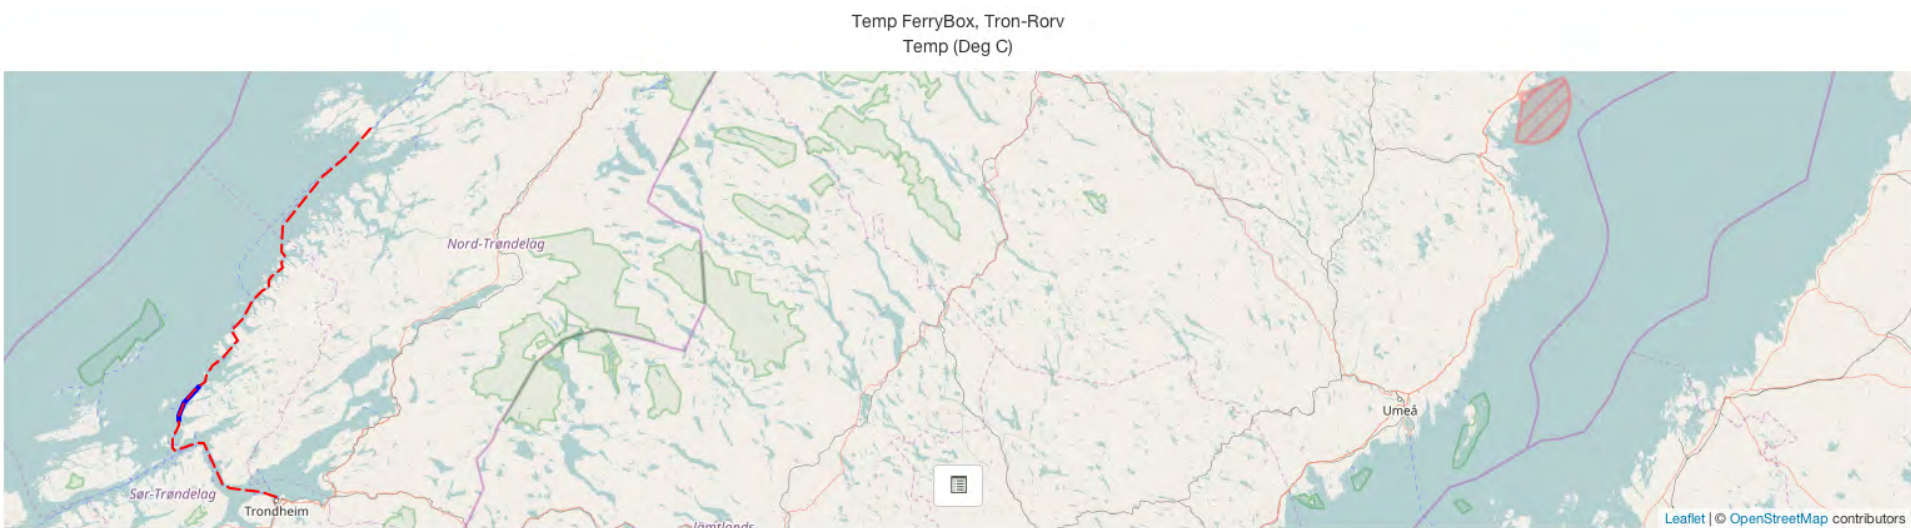 Temp FerryBox, Tron-Rorv
Temp (Deg C)
Nord-Trøndelag
Umeå
Sør-Trøndelag
Trondheim
Jämtlands
Leaflet | © OpenStreetMap contributors